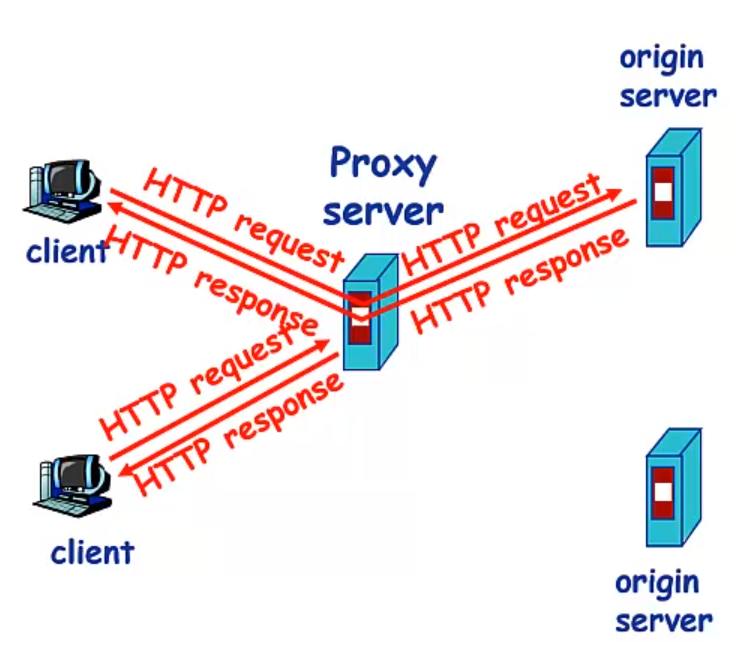 origin
server
Proxy
server
client
HTTP request
HTTP response
HTTP request
HTTP response
HTTP request
HTTP response
client
origin
server